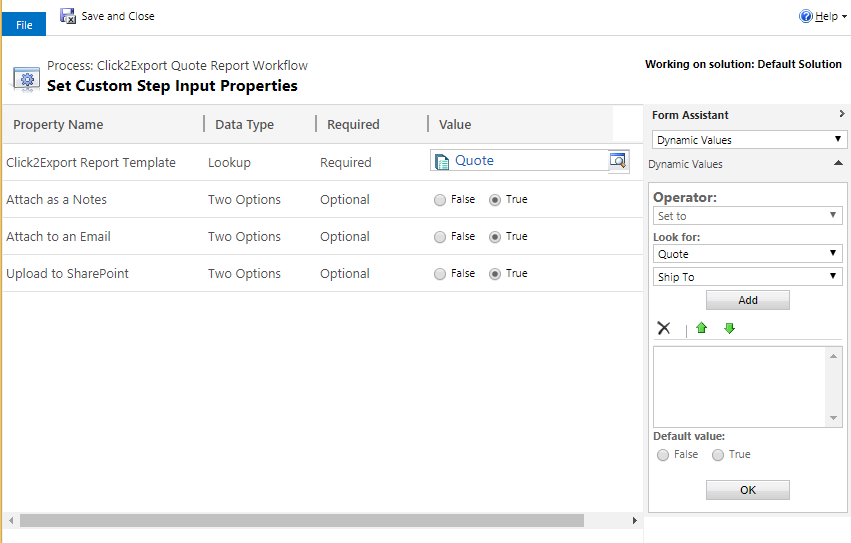 File
Save and Close
Help
Process: Click2Export Quote Report Workflow
Set Custom Step Input Properties
Working on solution: Default Solution
Property Name Data Type Required Value
Click2Export Report Template Lookup Required Quote
Attach as a Notes Two Options Optional False True
Attach to an Email Two Options Optional False True
Upload to SharePoint Two Options Optional False True
Form Assistant
Dynamic Values
Dynamic Values
Operator:
Set to
Look for:
Quote
Ship To
Add
Default value:
False True
OK